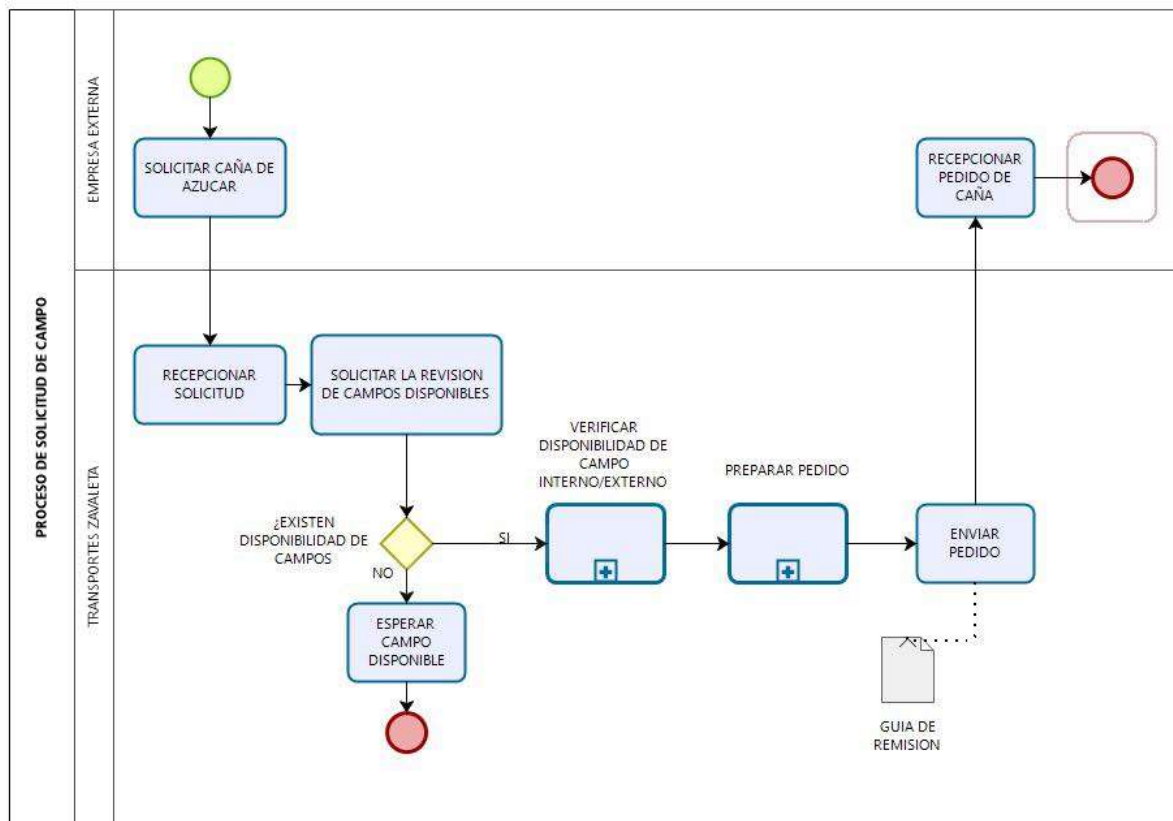 PROCESO DE SOLICITUD DE CAMPO
EMPRESA EXTERNA
SOLICITAR CAÑA DE
AZUCAR
RECEPCIONAR
PEDIDO DE
CAÑA
TRANSPORTES ZAVALETA
RECEPCIONAR
SOLICITUD
SOLICITAR LA REVISION
DE CAMPOS DISPONIBLES
¿EXISTEN
DISPONIBILIDAD DE
CAMPOS
SI
NO
VERIFICAR
DISPONIBILIDAD DE
CAMPO
INTERNO/EXTERNO
PREPARAR PEDIDO
ENVIAR
PEDIDO
ESPERAR
CAMPO
DISPONIBLE
GUIA DE
REMISION